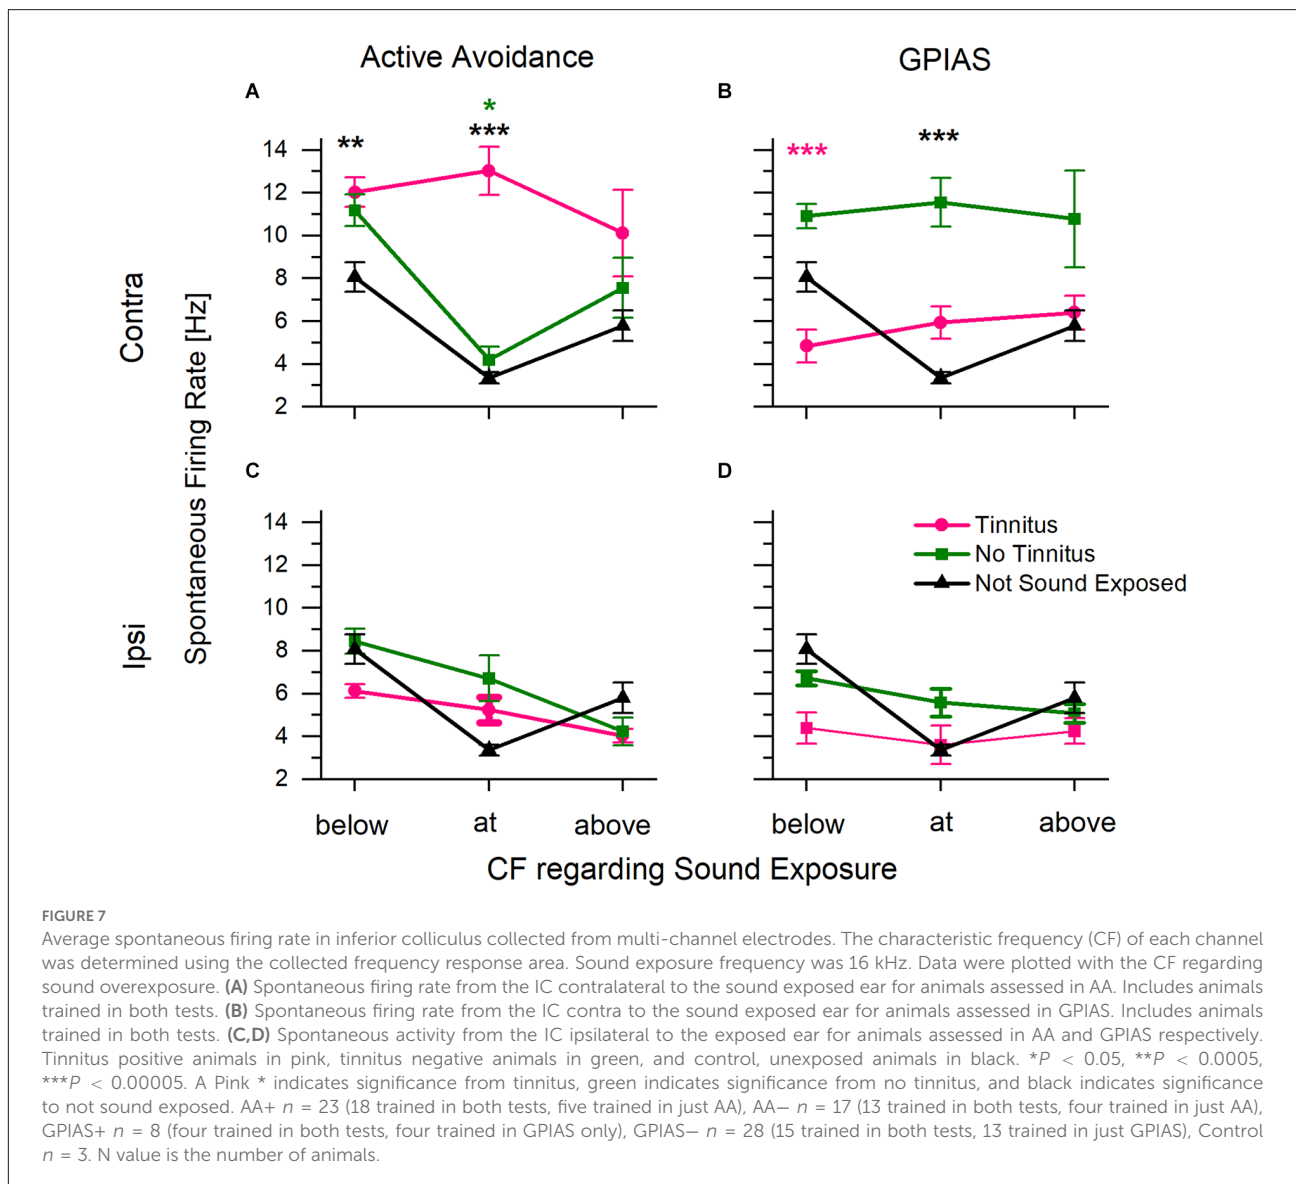 Active Avoidance
GPIAS
A
B
*
**
***
***
***
14
12
10
8
6
4
2
Contra
Spontaneous Firing Rate [Hz]
C
D
14
12
10
8
6
4
2
Ipsi
Tinnitus
No Tinnitus
Not Sound Exposed
below
at
above
below
at
above
CF regarding Sound Exposure
FIGURE 7
Average spontaneous firing rate in inferior colliculus collected from multi-channel electrodes. The characteristic frequency (CF) of each channel
was determined using the collected frequency response area. Sound exposure frequency was 16 kHz. Data were plotted with the CF regarding
sound overexposure. (A) Spontaneous firing rate from the IC contralateral to the sound exposed ear for animals assessed in AA. Includes animals
trained in both tests. (B) Spontaneous firing rate from the IC contra to the sound exposed ear for animals assessed in GPIAS. Includes animals
trained in both tests. (C,D) Spontaneous activity from the IC ipsilateral to the exposed ear for animals assessed in AA and GPIAS respectively.
Tinnitus positive animals in pink, tinnitus negative animals in green, and control, unexposed animals in black. *P < 0.05, **P < 0.0005,
***P < 0.00005. A Pink * indicates significance from tinnitus, green indicates significance from no tinnitus, and black indicates significance
to not sound exposed. AA+ n = 23 (18 trained in both tests, five trained in just AA), AA− n = 17 (13 trained in both tests, four trained in just AA),
GPIAS+ n = 8 (four trained in both tests, four trained in GPIAS only), GPIAS− n = 28 (15 trained in both tests, 13 trained in just GPIAS), Control
n = 3. N value is the number of animals.